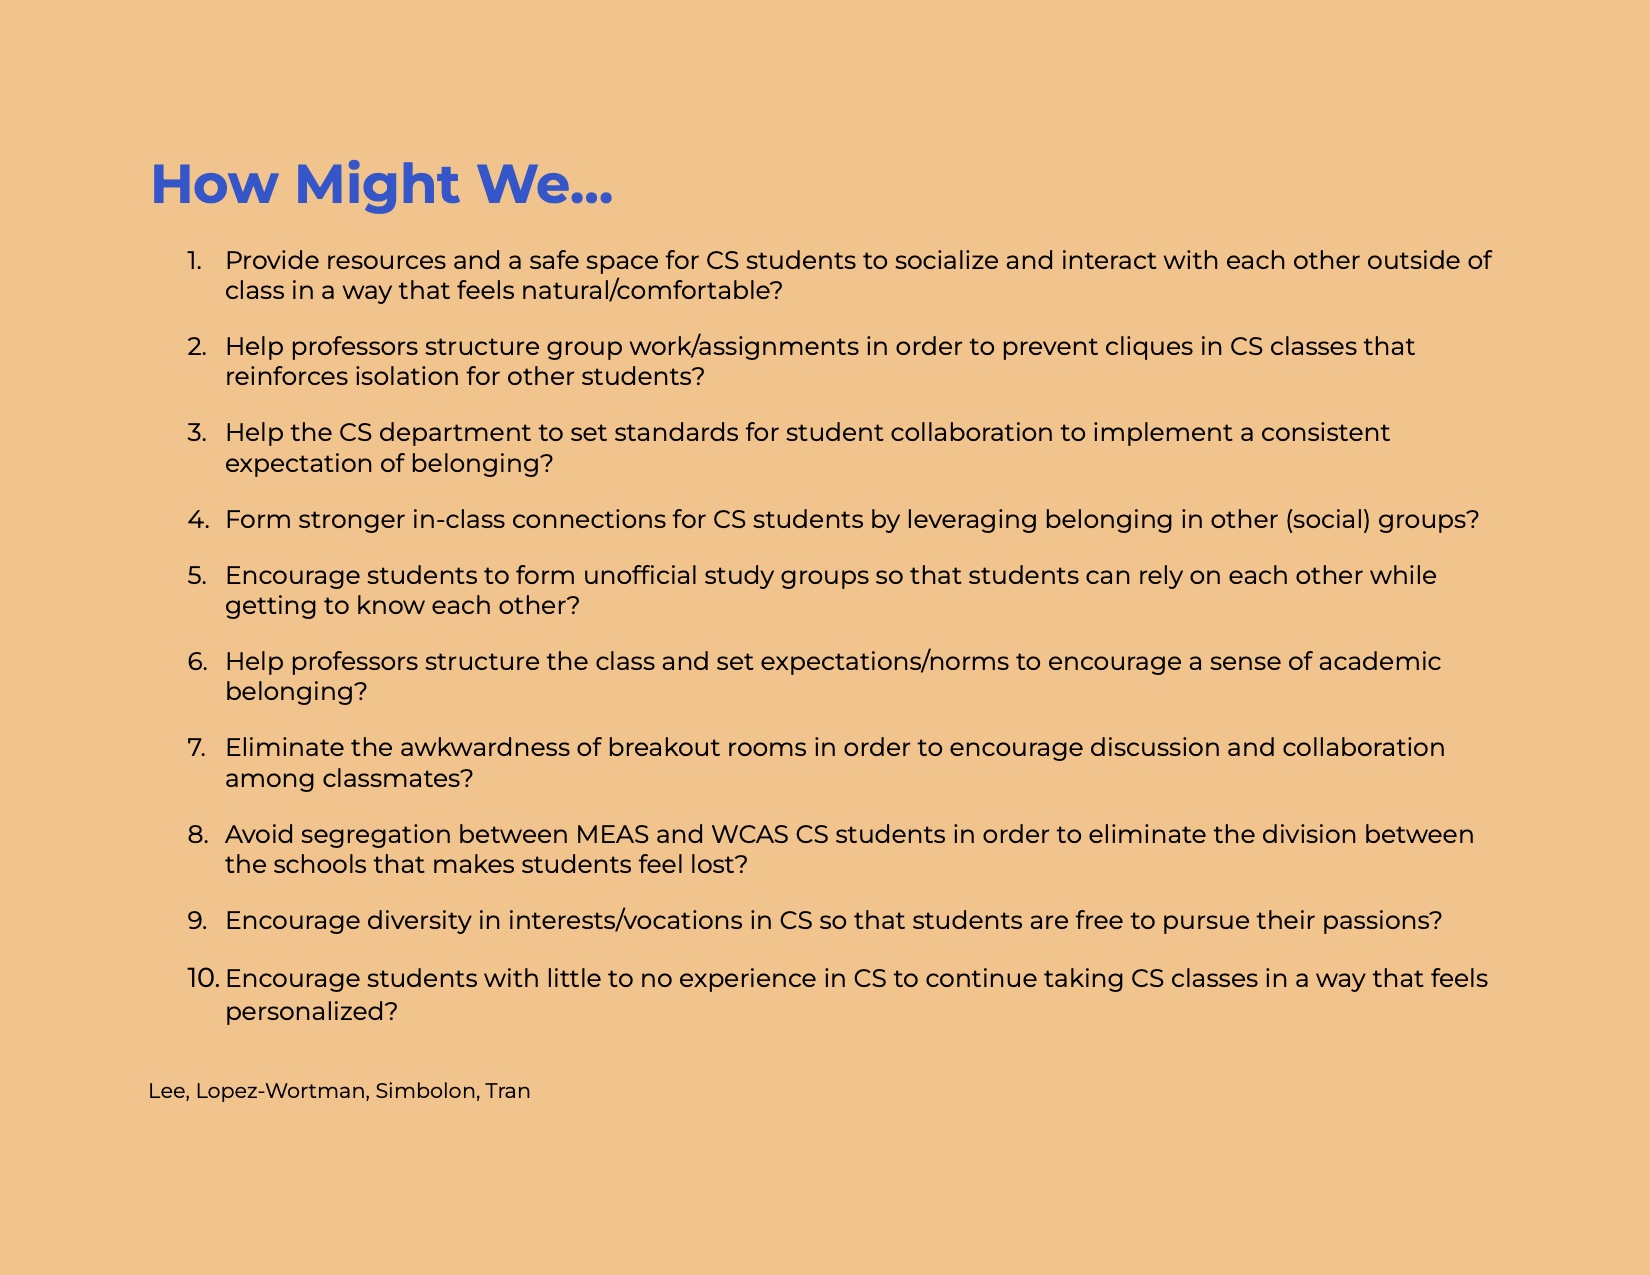 How Might We...
1. Provide resources and a safe space for CS students to socialize and interact with each other outside of
class in a way that feels natural/comfortable?
2. Help professors structure group work/assignments in order to prevent cliques in CS classes that
reinforces isolation for other students?
3. Help the CS department to set standards for student collaboration to implement a consistent
expectation of belonging?
4. Form stronger in-class connections for CS students by leveraging belonging in other (social) groups?
5. Encourage students to form unofficial study groups so that students can rely on each other while
getting to know each other?
6. Help professors structure the class and set expectations/norms to encourage a sense of academic
belonging?
7. Eliminate the awkwardness of breakout rooms in order to encourage discussion and collaboration
among classmates?
8. Avoid segregation between MEAS and WCAS CS students in order to eliminate the division between
the schools that makes students feel lost?
9. Encourage diversity in interests/vocations in CS so that students are free to pursue their passions?
10. Encourage students with little to no experience in CS to continue taking CS classes in a way that feels
personalized?
Lee, Lopez-Wortman, Simbolon, Tran